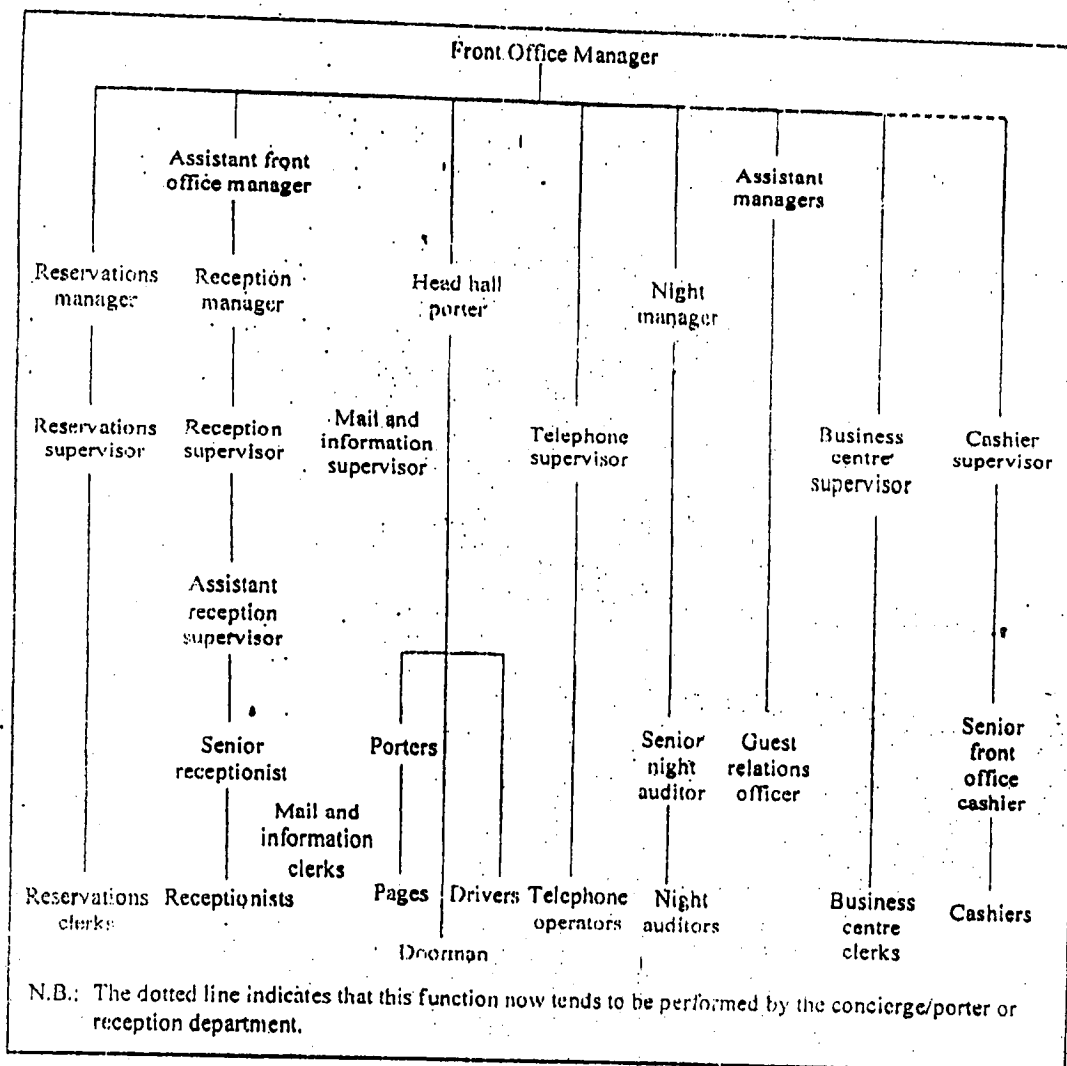 Front Office Manager
Assistant front
office manager
Assistant
managers
Reservations
manager
Reception
manager
Head hall
porter
Night
manager
Reservations
supervisor
Reception
supervisor
Mail and
information
supervisor
Telephone
supervisor
Business
centre
supervisor
Cashier
supervisor
Assistant
reception
supervisor
Senior
receptionist
Porters
Senior
night
auditor
Guest
relations
officer
Senior
front
office
cashier
Mail and
information
clerks
Reservations
clerks
Receptionists
Pages
Drivers
Telephone
operators
Night
auditors
Business
centre
clerks
Cashiers
Doorman
N.B.: The dotted line indicates that this function now tends to be performed by the concierge/porter or
reception department.